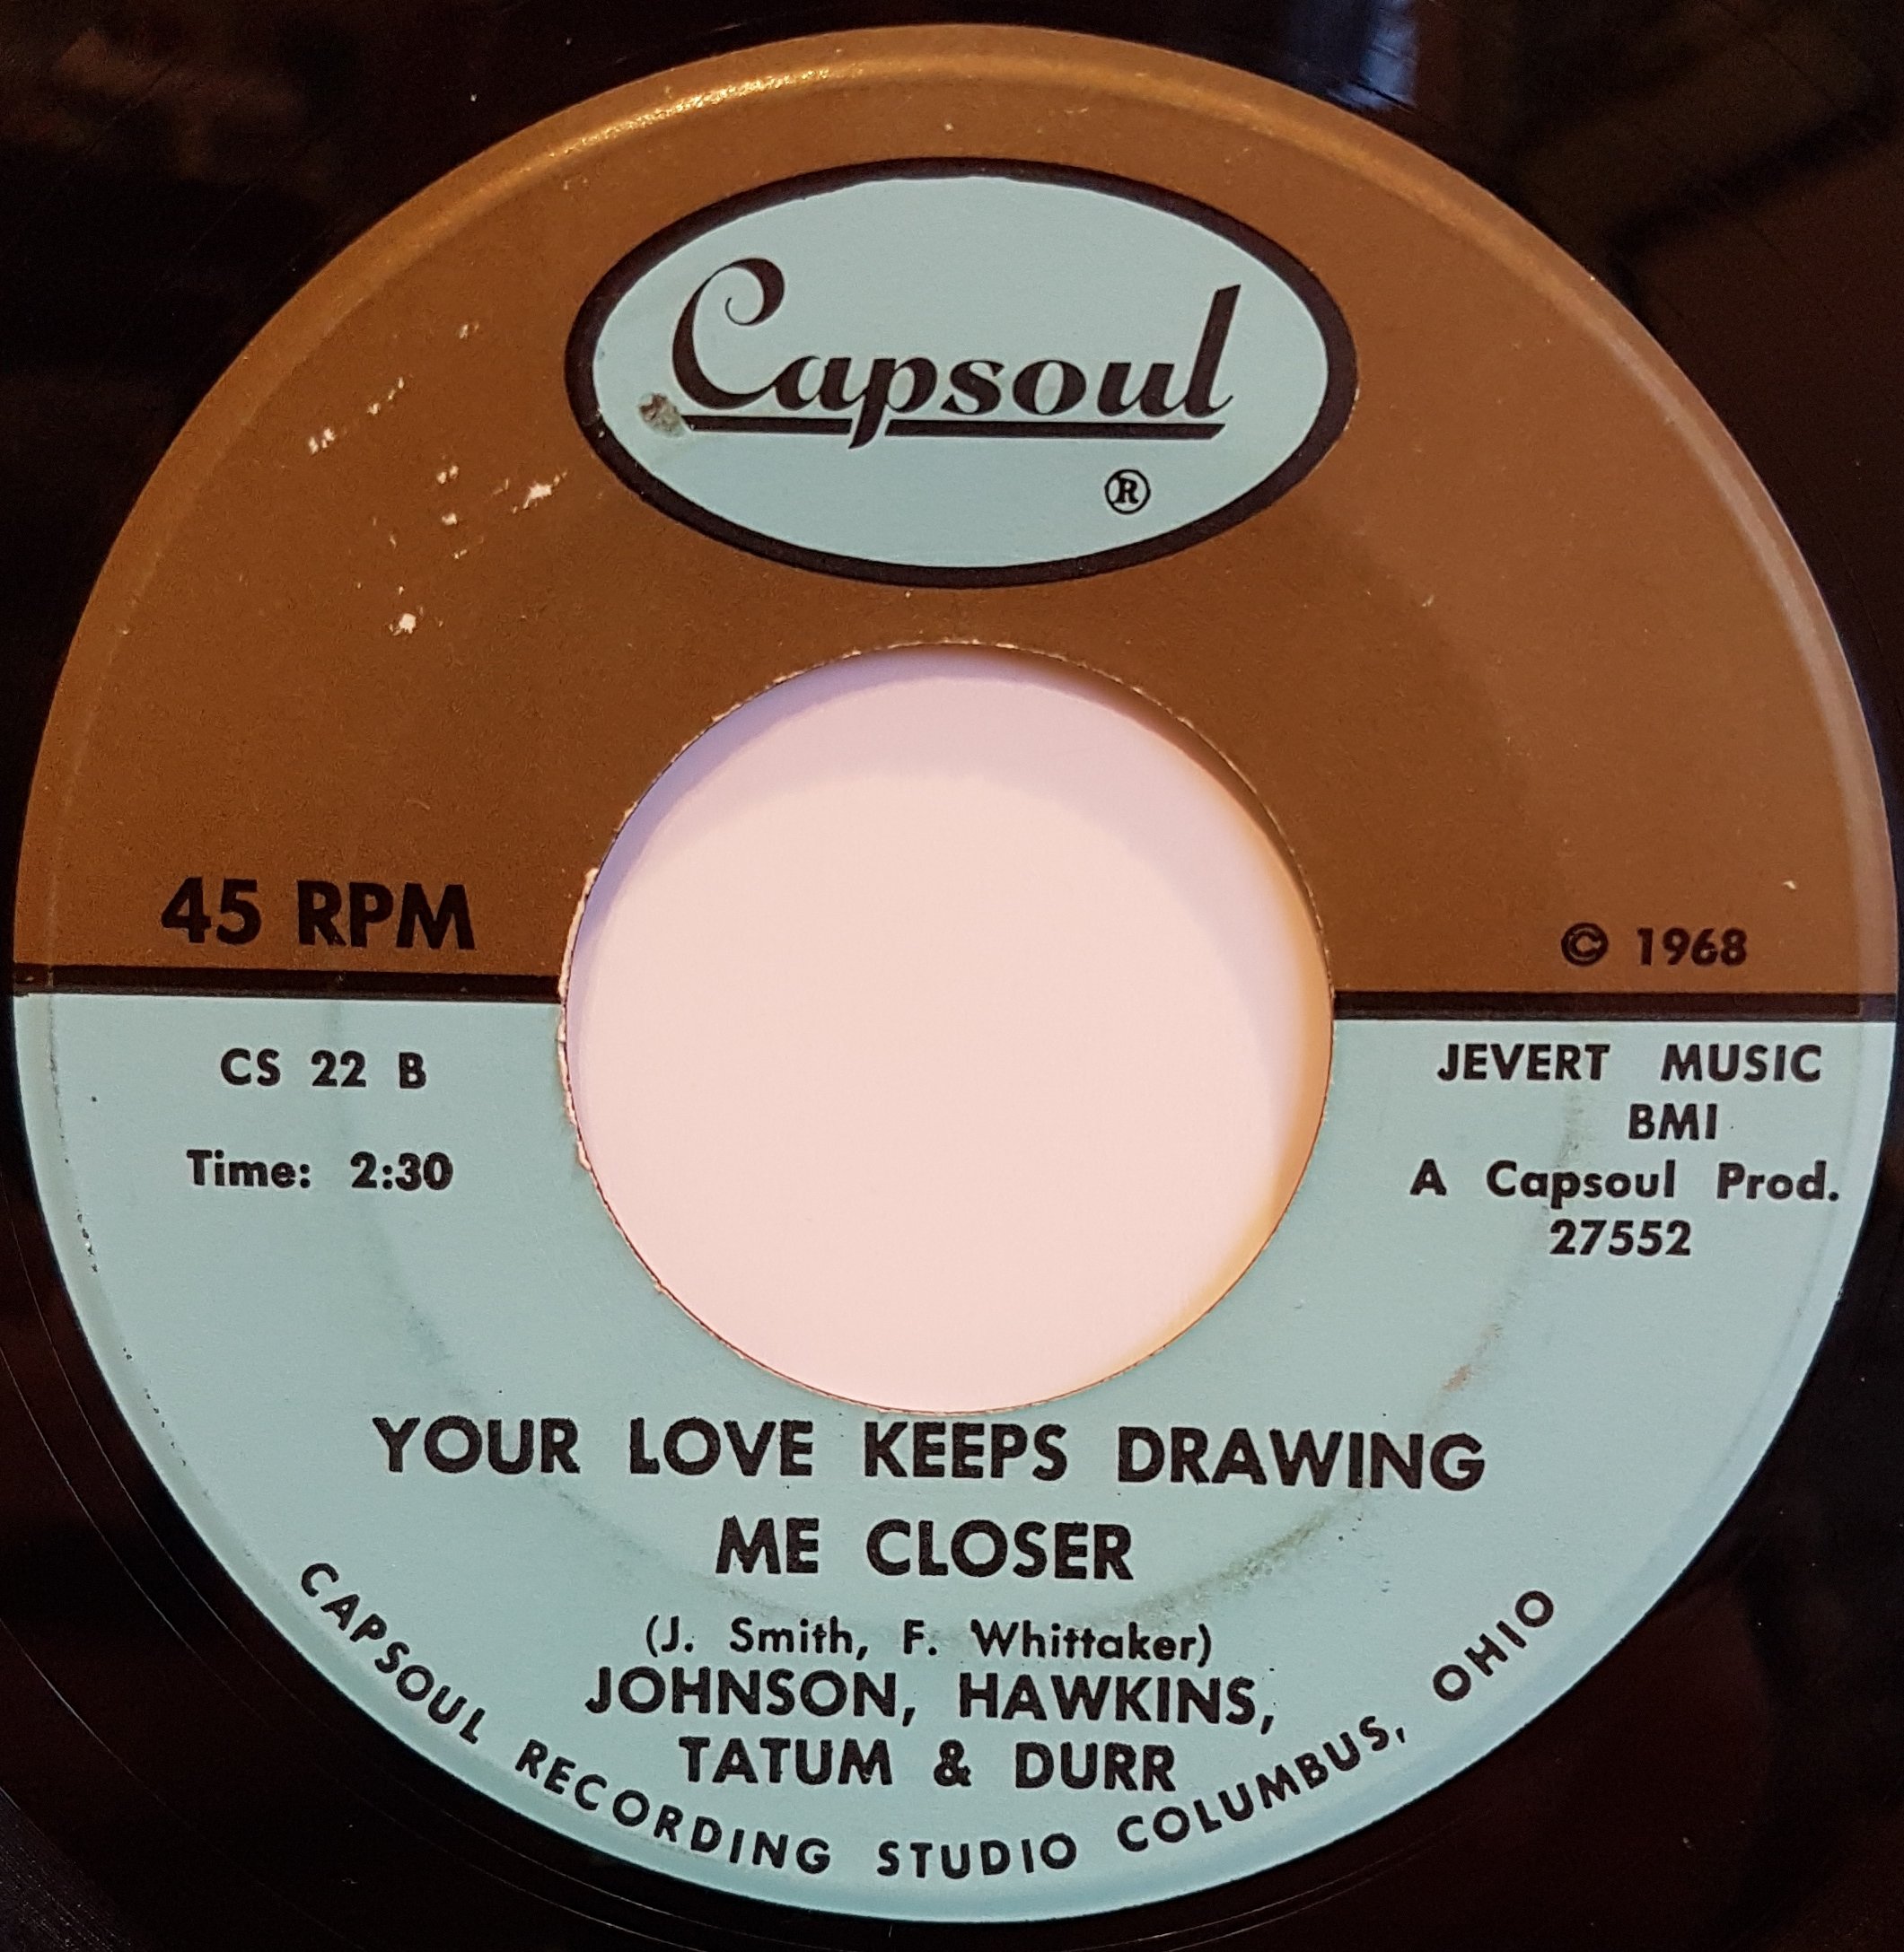 Capsoul
®
45 RPM
© 1968
CS 22 B
Time: 2:30
JEVERT MUSIC
BMI
A Capsoul Prod.
27552
YOUR LOVE KEEPS DRAWING
ME CLOSER
(J. Smith, F. Whittaker)
JOHNSON, HAWKINS,
TATUM & DURR
CAPSOUL RECORDING STUDIO COLUMBUS, OHIO